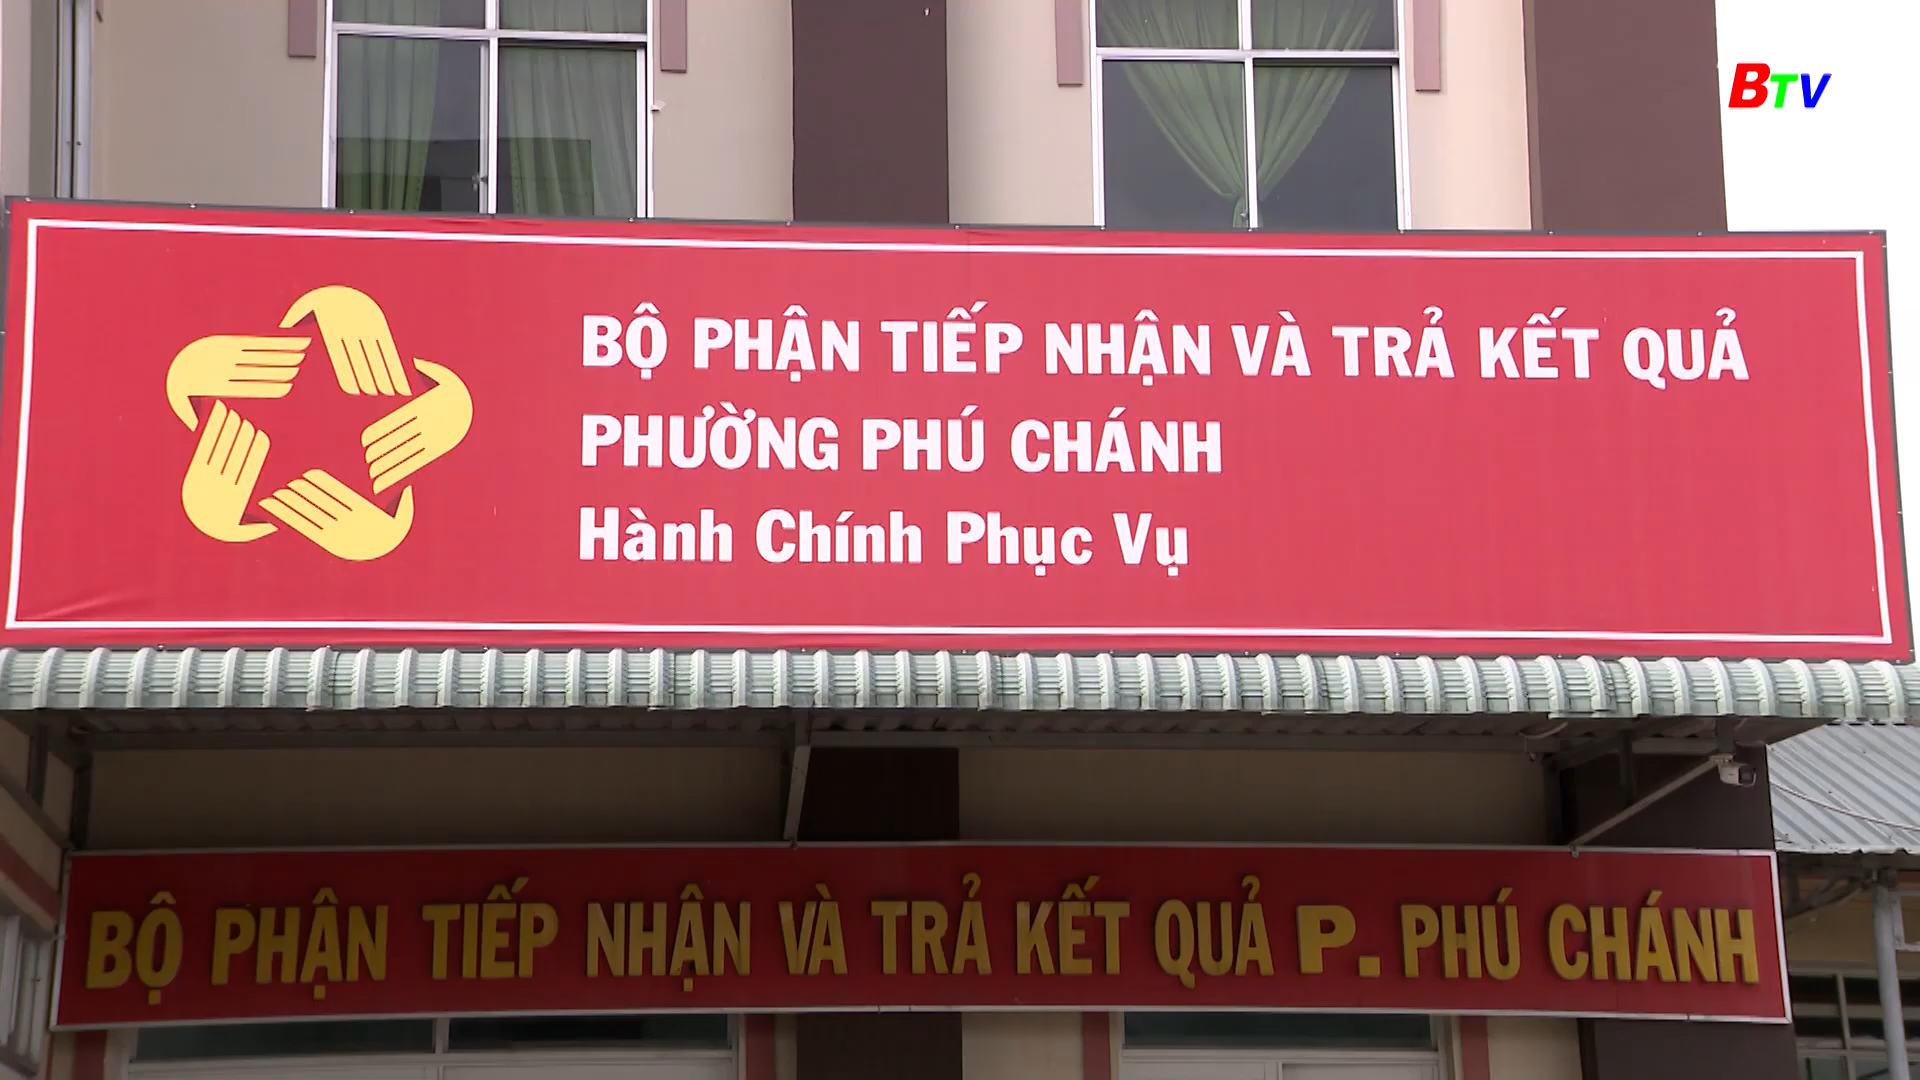 BTV
BỘ PHẬN TIẾP NHẬN VÀ TRẢ KẾT QUẢ
PHƯỜNG PHÚ CHÁNH
Hành Chính Phục Vụ
BỘ PHẬN TIẾP NHẬN VÀ TRẢ KẾT QUẢ P. PHÚ CHÁNH